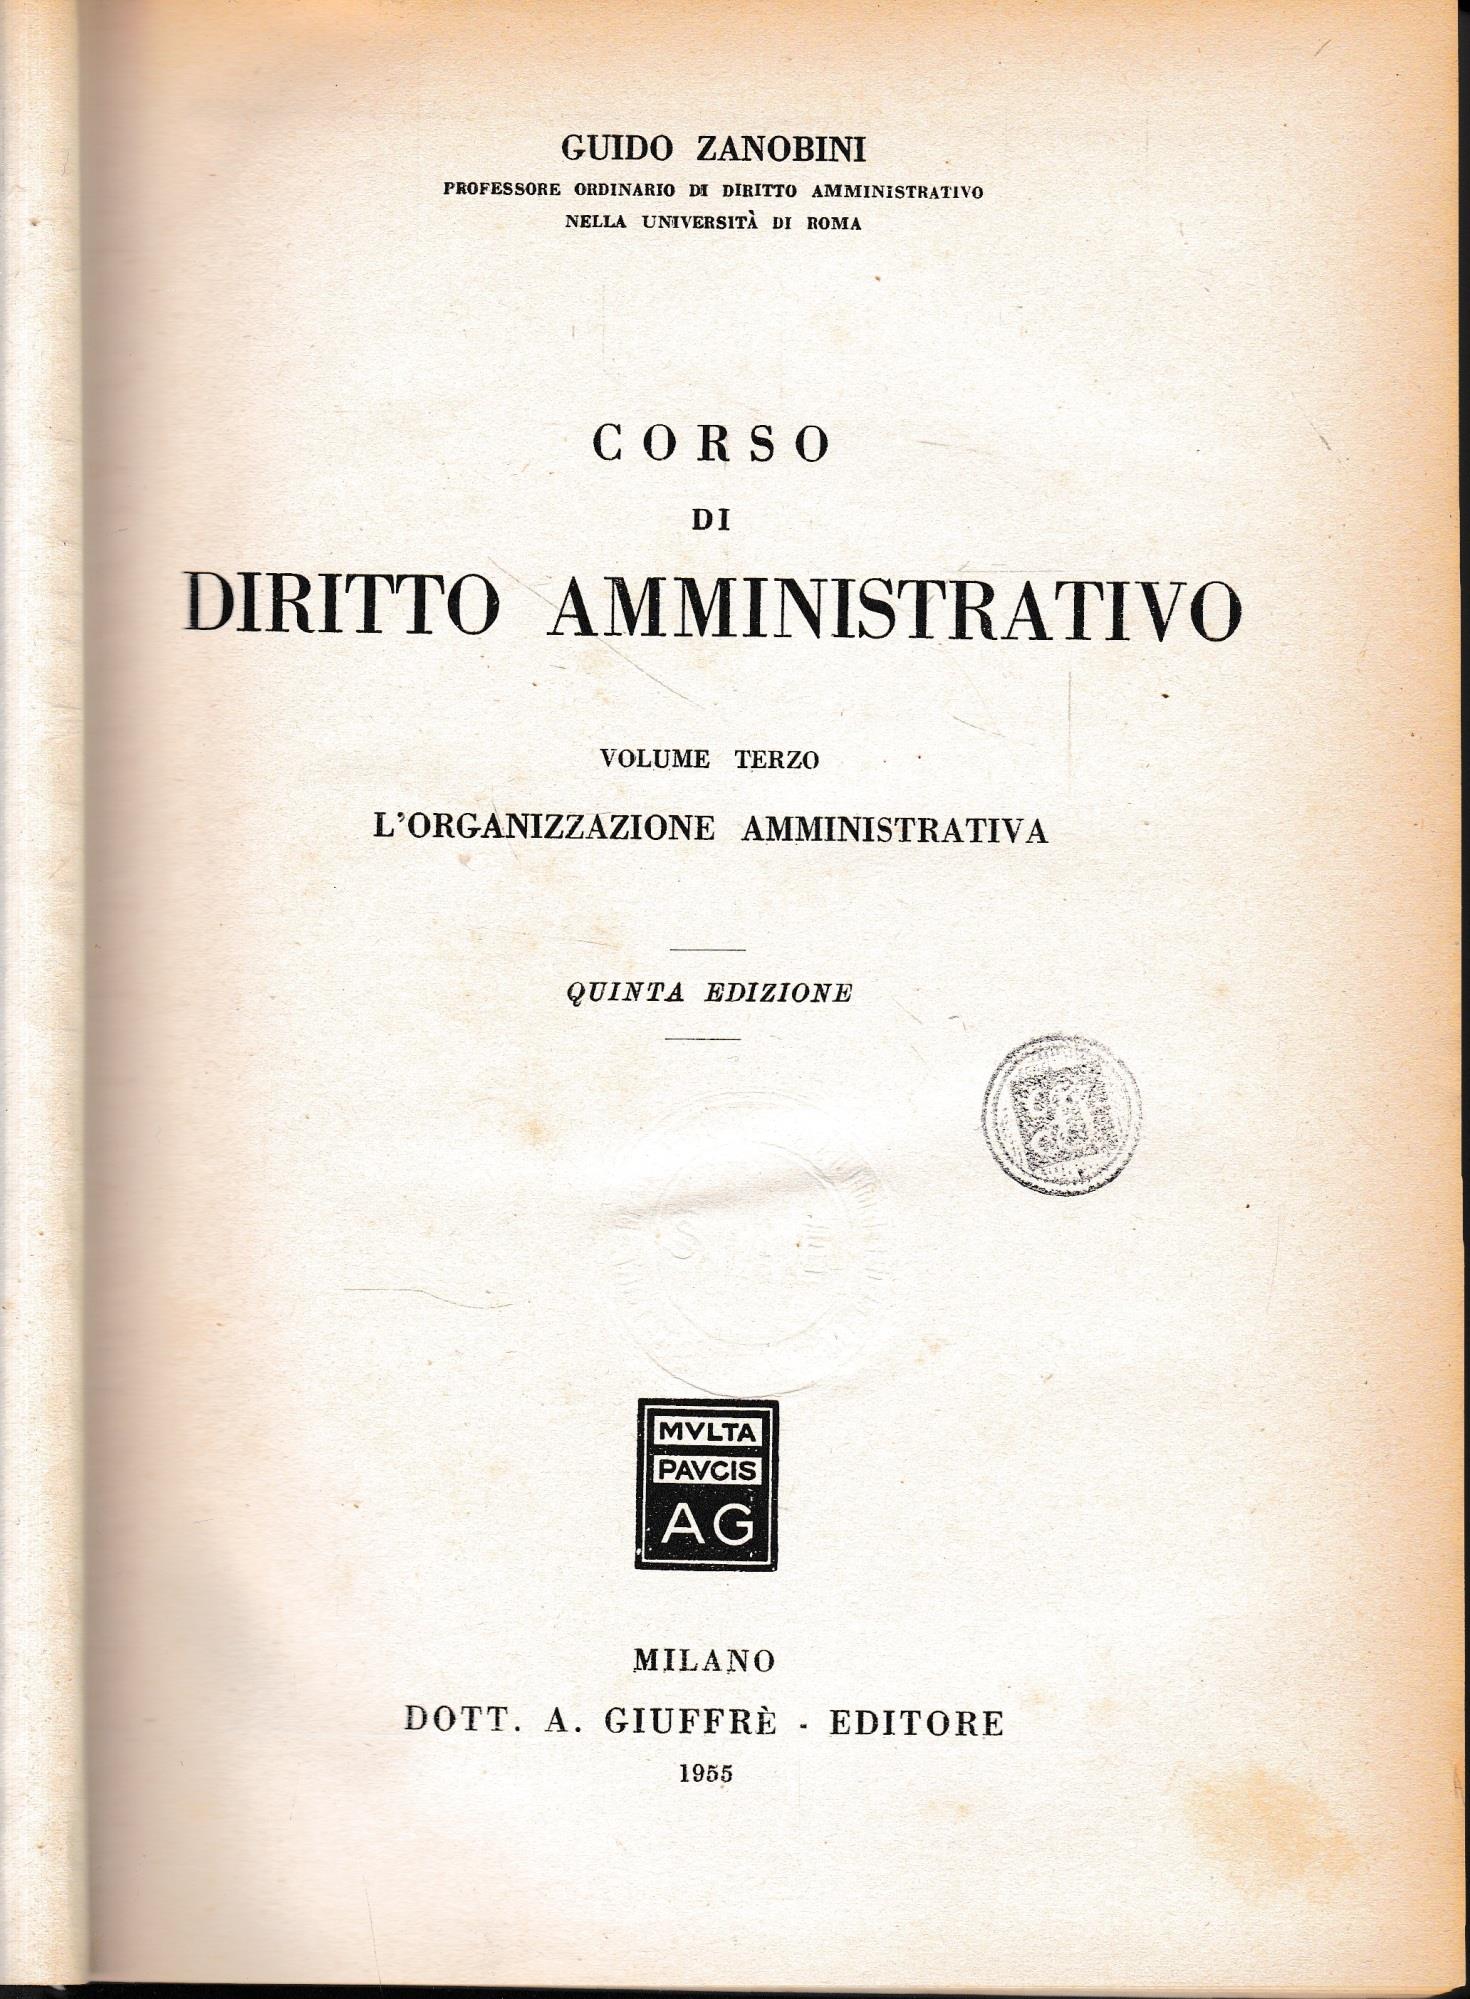 GUIDO ZANOBINI
PROFESSORE ORDINARIO DI DIRITTO AMMINISTRATIVO
NELLA UNIVERSITÀ DI ROMA
CORSO
DI
DIRITTO AMMINISTRATIVO
VOLUME TERZO
L'ORGANIZZAZIONE AMMINISTRATIVA
QUINTA EDIZIONE
MVLTA
PAVCIS
AG
MILANO
DOTT. A. GIUFFRÈ - EDITORE
1955